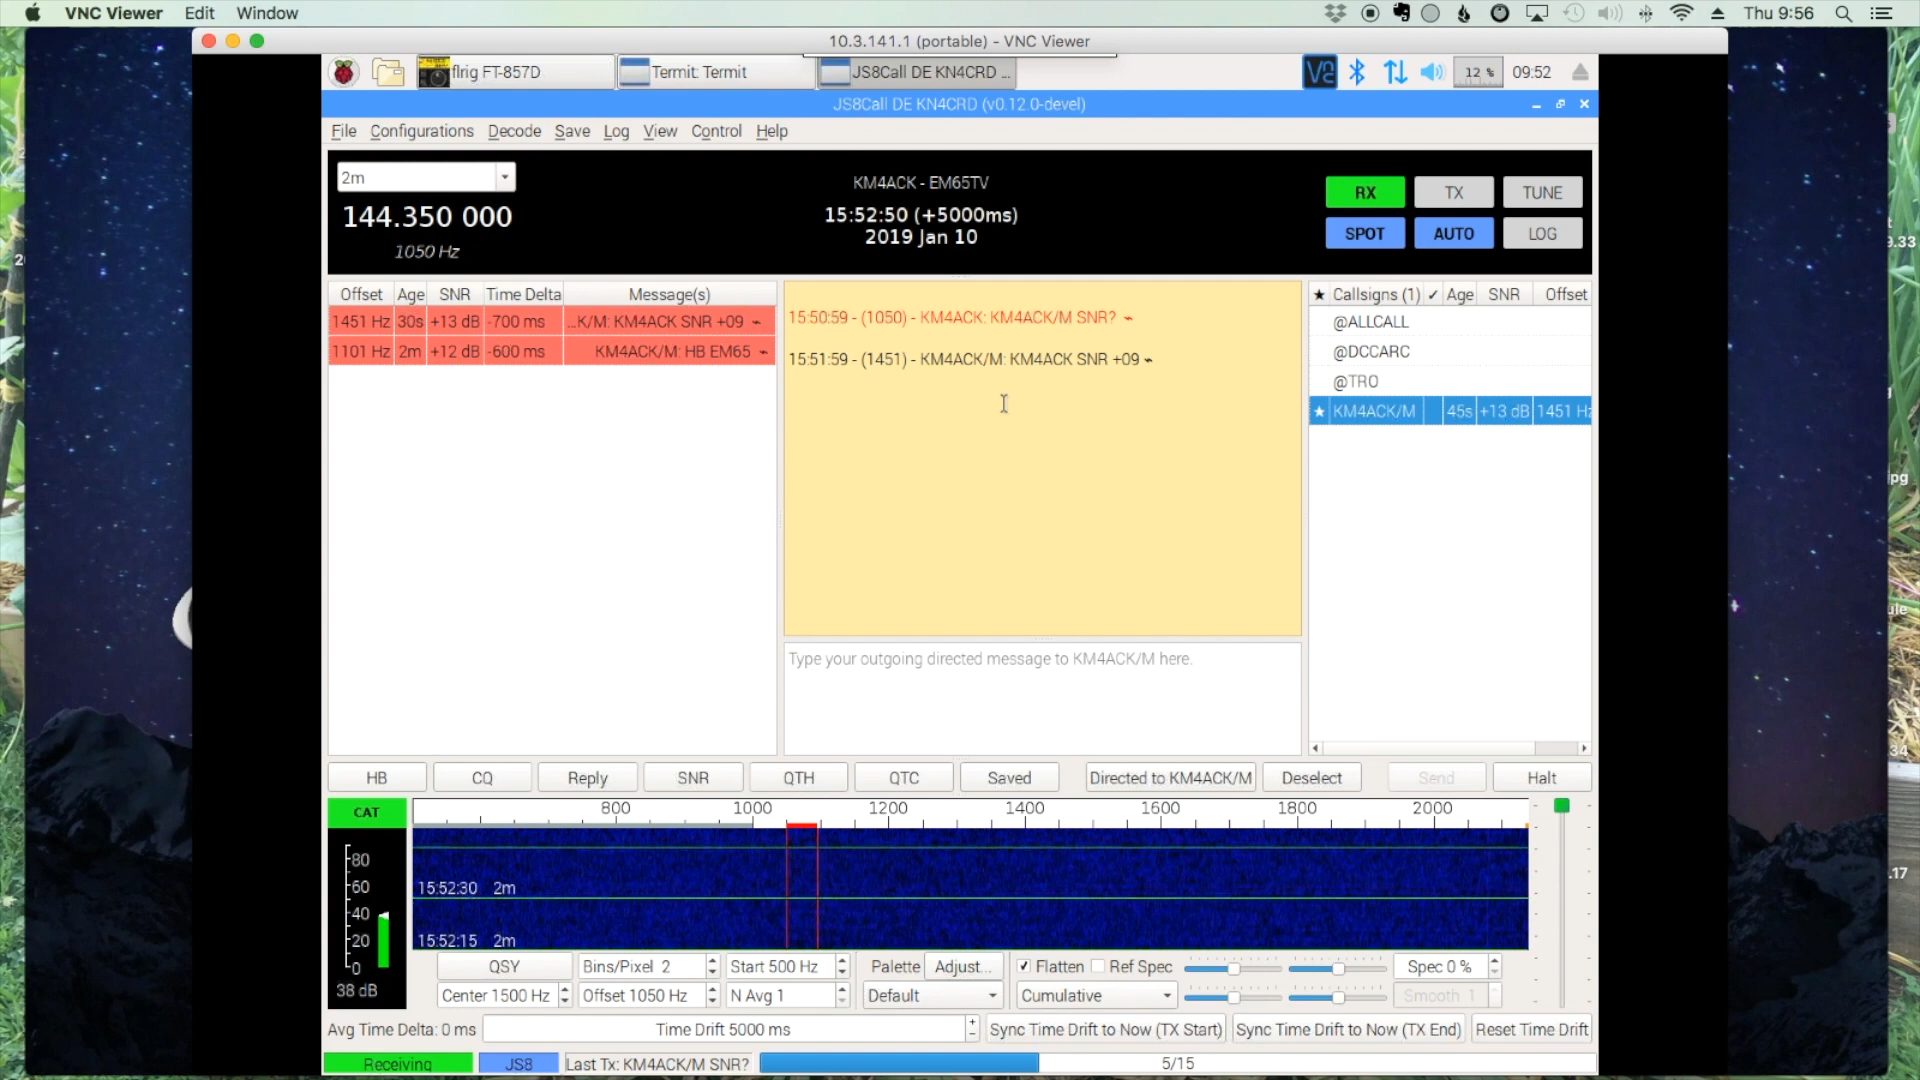 VNC Viewer Edit Window Thu 9:56
10.3.141.1 (portable) - VNC Viewer
flrig FT-857D Termit: Termit JS8Call DE KN4CRD ... 12 % 09:52
JS8Call DE KN4CRD (v0.12.0-devel)
File Configurations Decode Save Log View Control Help
2m
144.350 000
1050 Hz
KM4ACK - EM65TV
15:52:50 (+5000ms)
2019 Jan 10
RX TX TUNE
SPOT AUTO LOG
Offset Age SNR Time Delta Message(s)
1451 Hz 30s +13 dB -700 ms ...K/M: KM4ACK SNR +09
1101 Hz 2m +12 dB -600 ms KM4ACK/M: HB EM65
15:50:59 - (1050) - KM4ACK: KM4ACK/M SNR?
15:51:59 - (1451) - KM4ACK/M: KM4ACK SNR +09
Type your outgoing directed message to KM4ACK/M here.
★ Callsigns (1) ✓ Age SNR Offset
@ALLCALL
@DCCARC
@TRO
★ KM4ACK/M 45s +13 dB 1451 Hz
HB CQ Reply SNR QTH QTC Saved Directed to KM4ACK/M Deselect Send Halt
CAT
800 1000 1200 1400 1600 1800 2000
80
60
40
20
0
38 dB
15:52:30 2m
15:52:15 2m
QSY Bins/Pixel 2 Start 500 Hz Palette Adjust... Flatten Ref Spec Spec 0 %
Center 1500 Hz Offset 1050 Hz N Avg 1 Default Cumulative Smooth 1
Avg Time Delta: 0 ms Time Drift 5000 ms Sync Time Drift to Now (TX Start) Sync Time Drift to Now (TX End) Reset Time Drift
Receiving JS8 Last Tx: KM4ACK/M SNR? 5/15